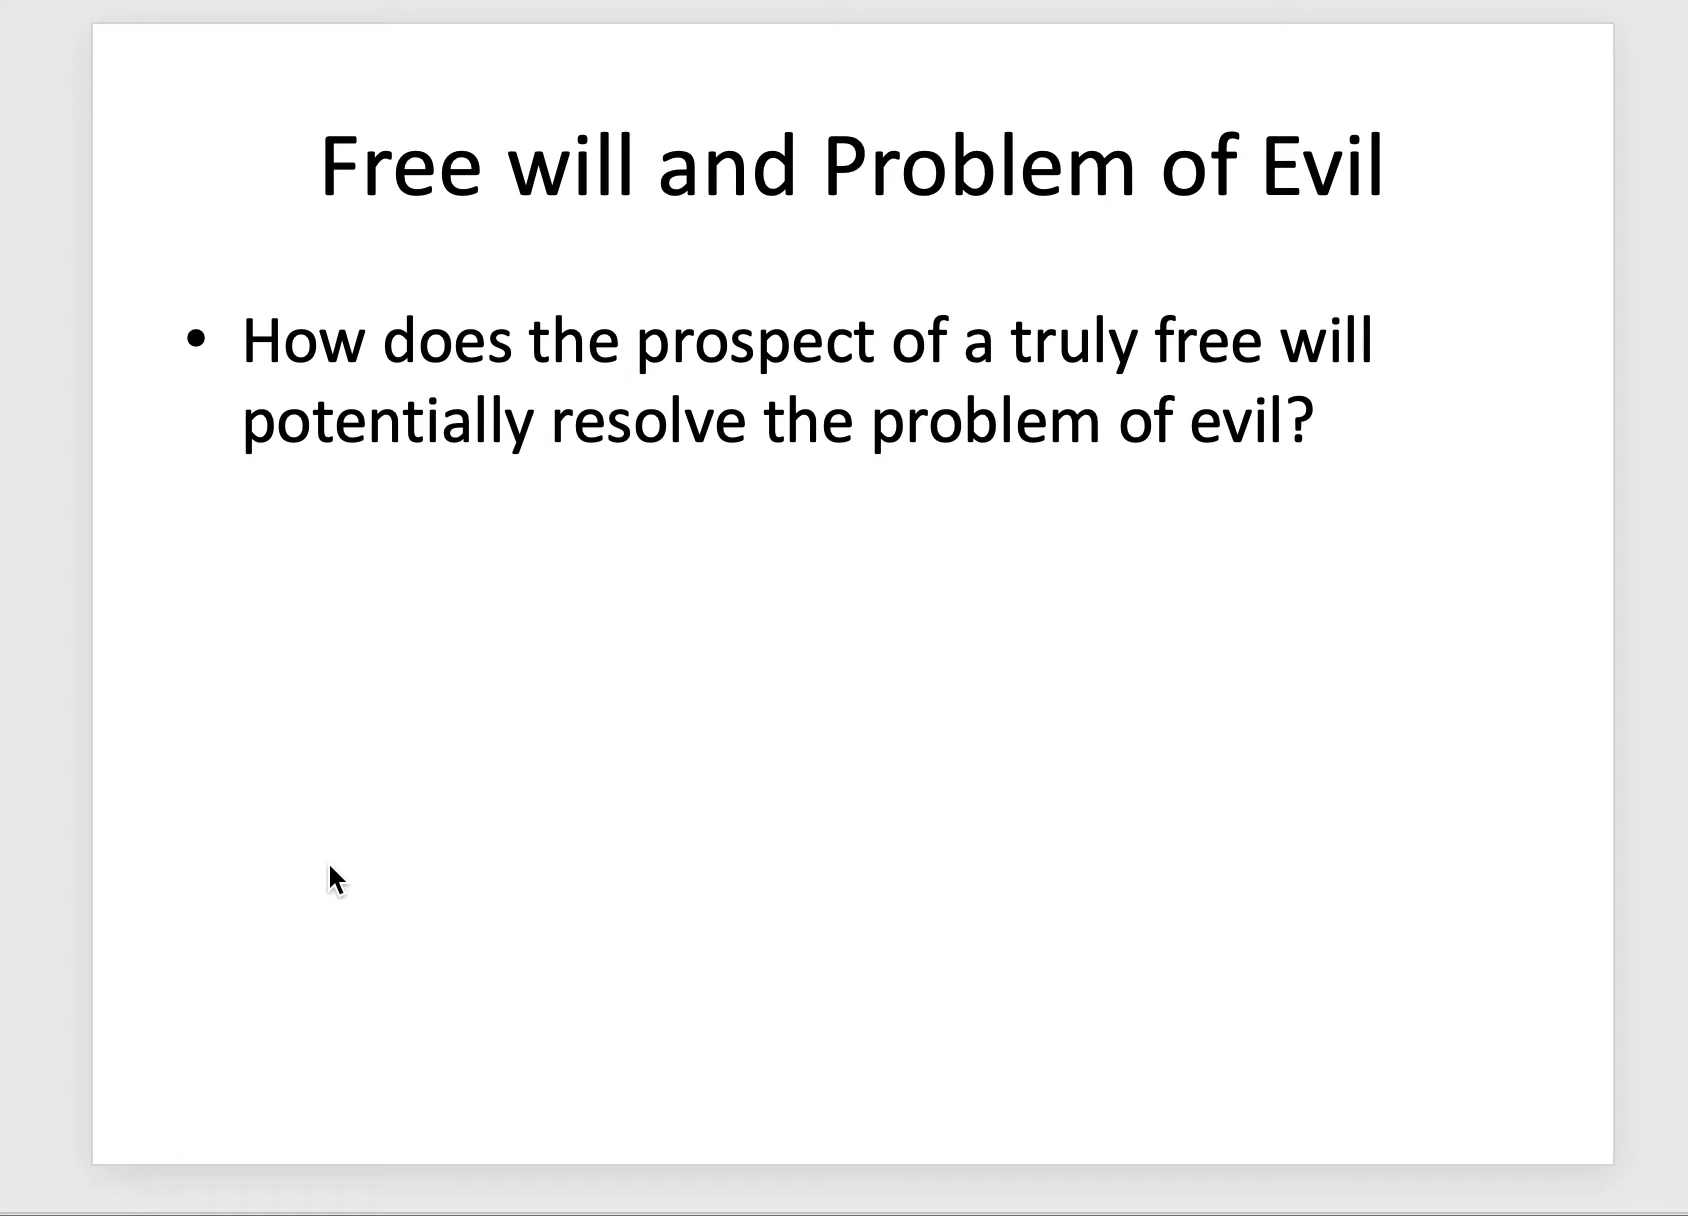 Free will and Problem of Evil
• How does the prospect of a truly free will
potentially resolve the problem of evil?